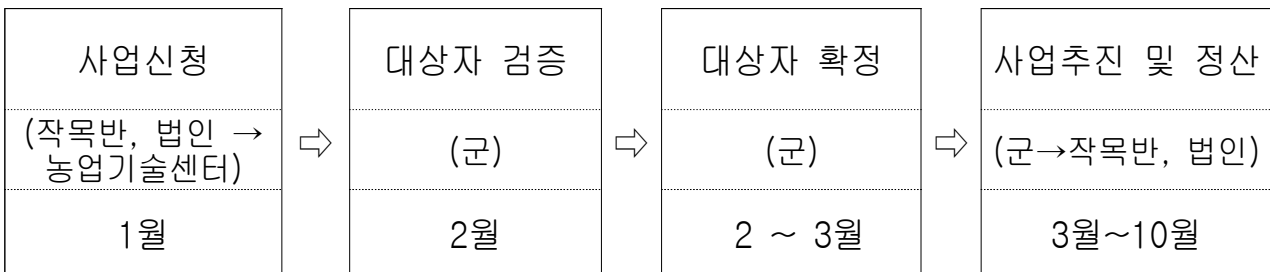 사업신청
(작목반, 법인 →
농업기술센터)
1월
⇨
대상자 검증
(군)
2월
⇨
대상자 확정
(군)
2 ~ 3월
⇨
사업추진 및 정산
(군→작목반, 법인)
3월~10월